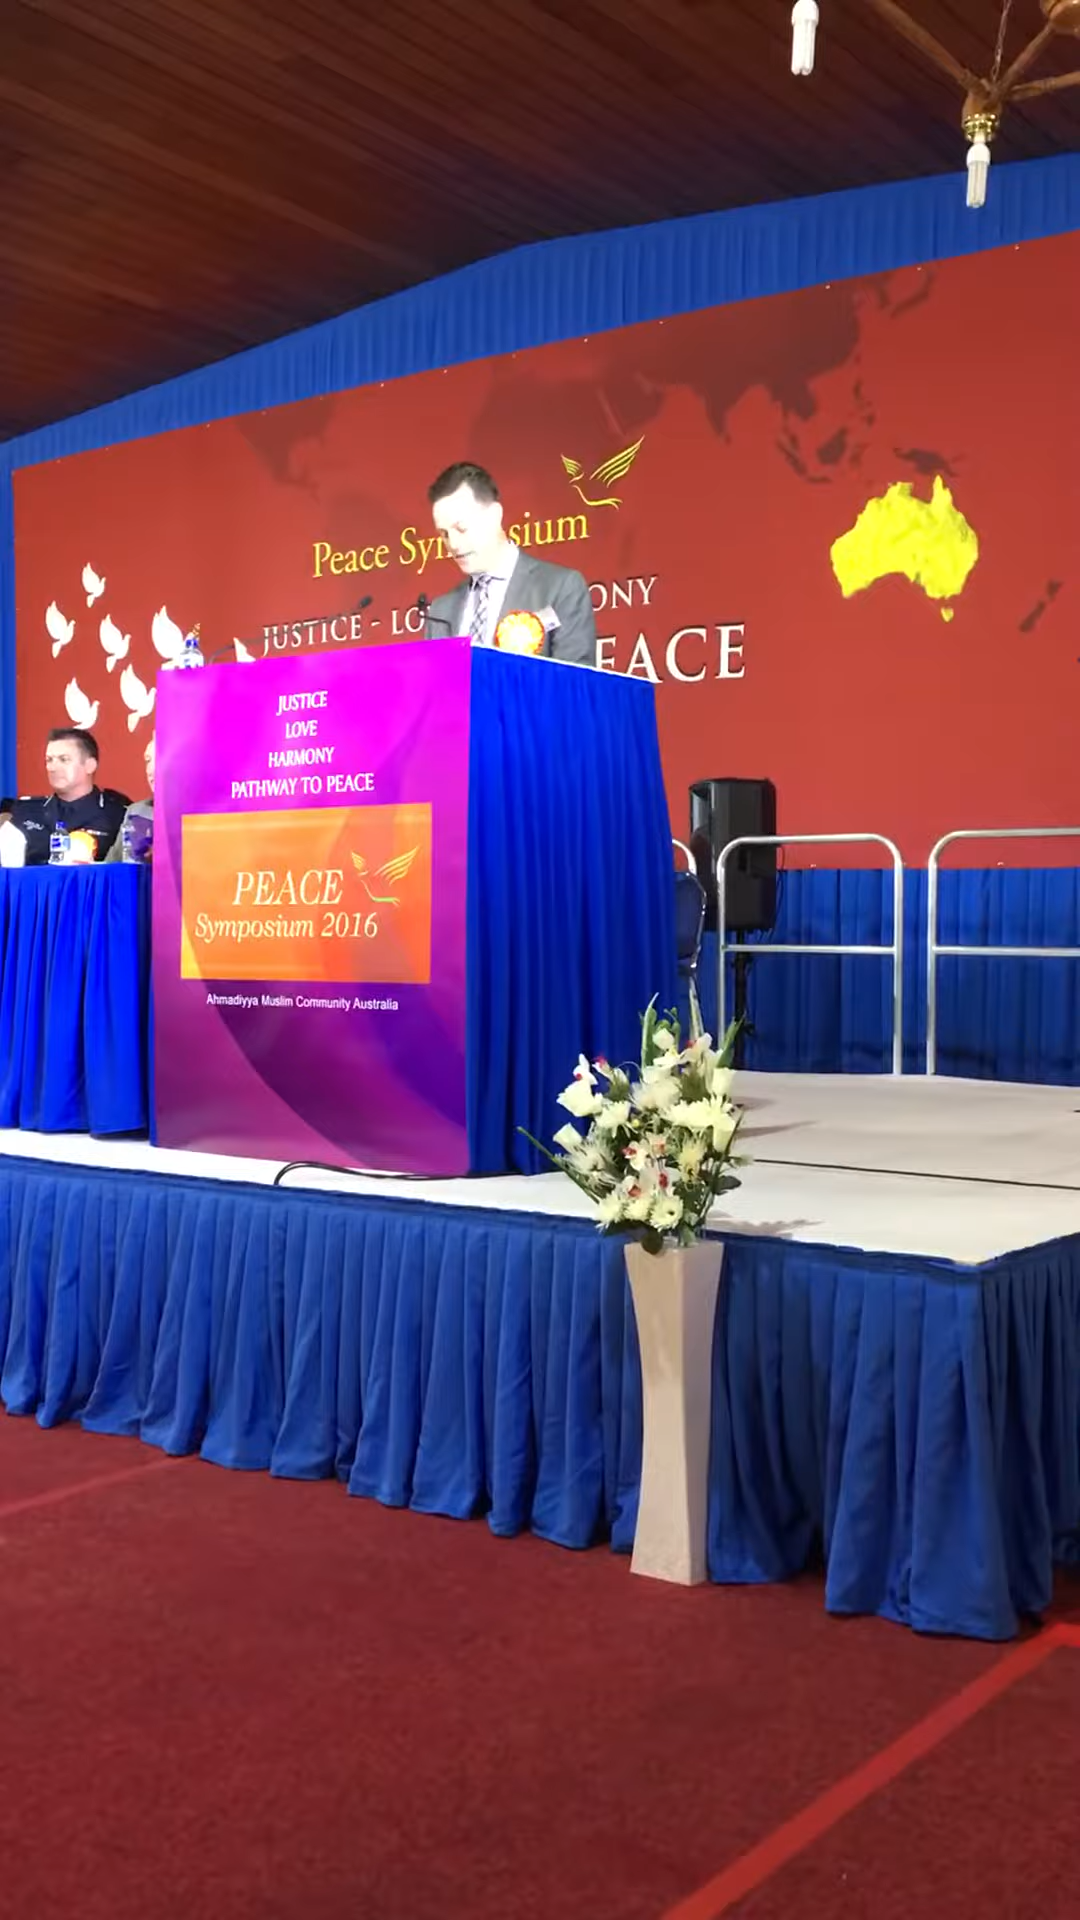 Peace Sym sium
JUSTICE - LO ONY
EACE
JUSTICE
LOVE
HARMONY
PATHWAY TO PEACE
PEACE
Symposium 2016
Ahmadiyya Muslim Community Australia